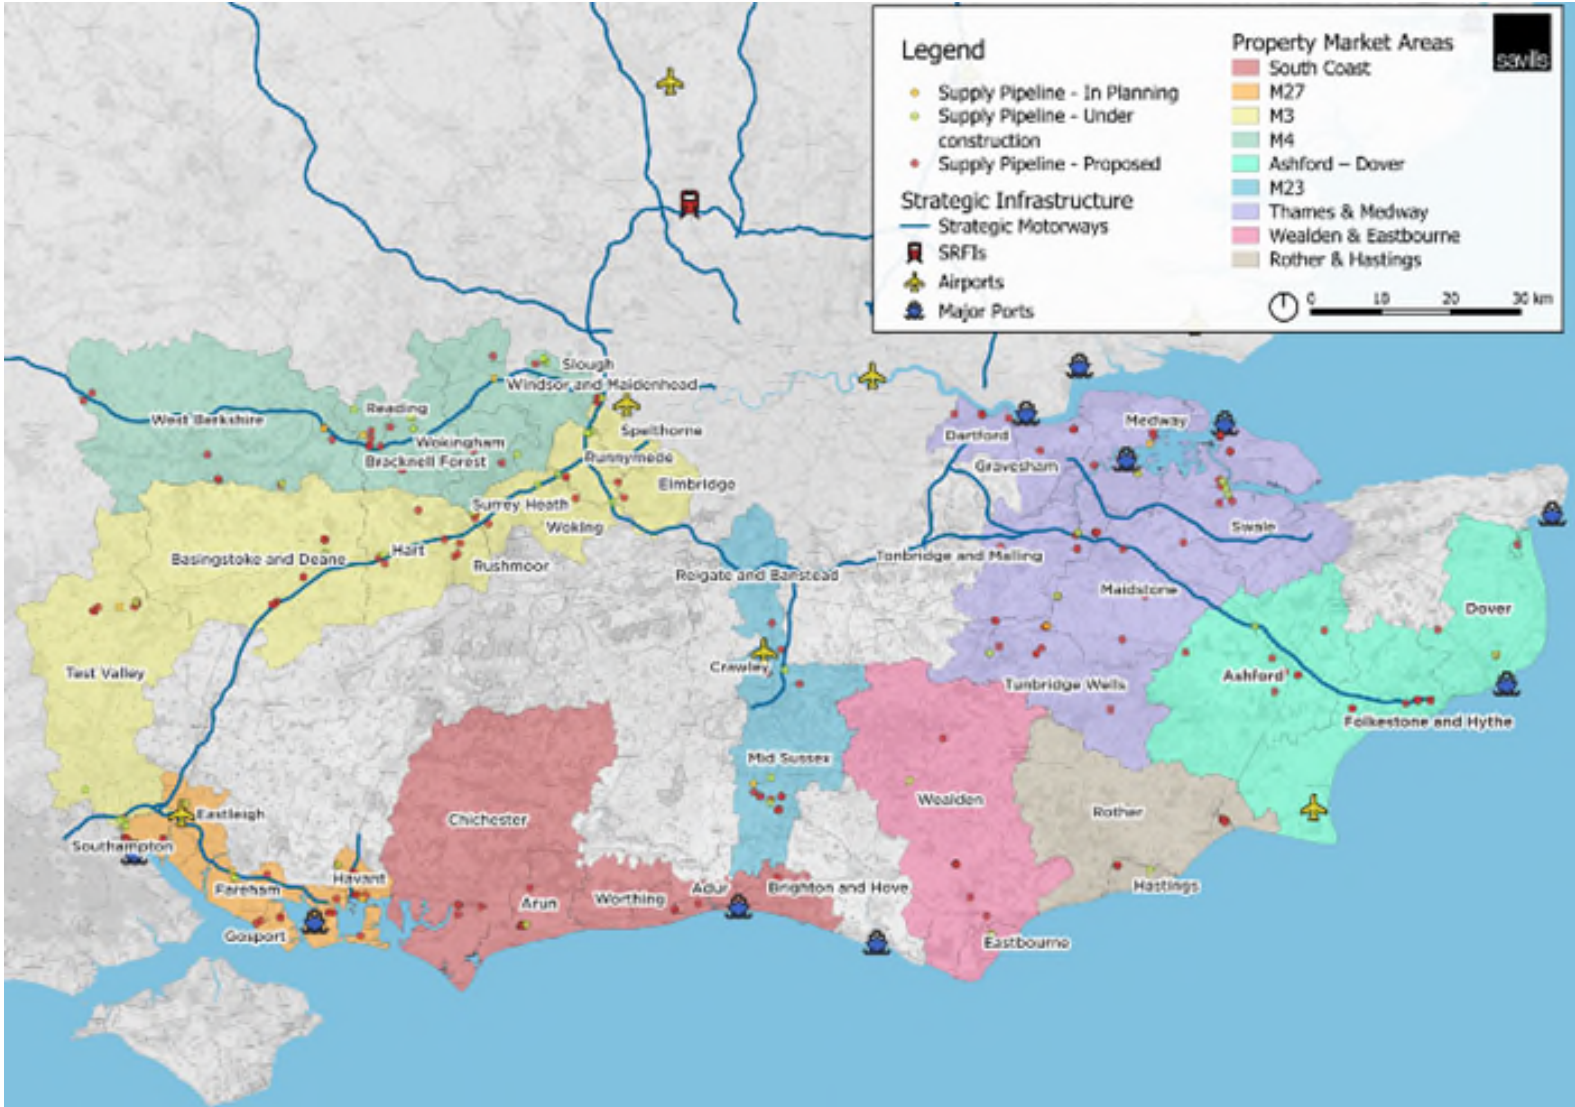 Legend
Supply Pipeline - In Planning
Supply Pipeline - Under
construction
Supply Pipeline - Proposed
Strategic Infrastructure
Strategic Motorways
SRFIs
Airports
Major Ports
Property Market Areas
South Coast
M27
M3
M4
Ashford – Dover
M23
Thames & Medway
Wealden & Eastbourne
Rother & Hastings
savills
0 10 20 30 km
Slough
Windsor and Maidenhead
West Berkshire
Reading
Wokingham
Bracknell Forest
Spelthorne
Runnymede
Elmbridge
Surrey Heath
Woking
Basingstoke and Deane
Hart
Rushmoor
Reigate and Banstead
Tonbridge and Malling
Dartford
Gravesham
Medway
Swale
Maidstone
Dover
Test Valley
Crawley
Tunbridge Wells
Ashford
Folkestone and Hythe
Mid Sussex
Wealden
Rother
Hastings
Chichester
Eastleigh
Southampton
Fareham
Havant
Gosport
Arun
Worthing
Adur
Brighton and Hove
Eastbourne